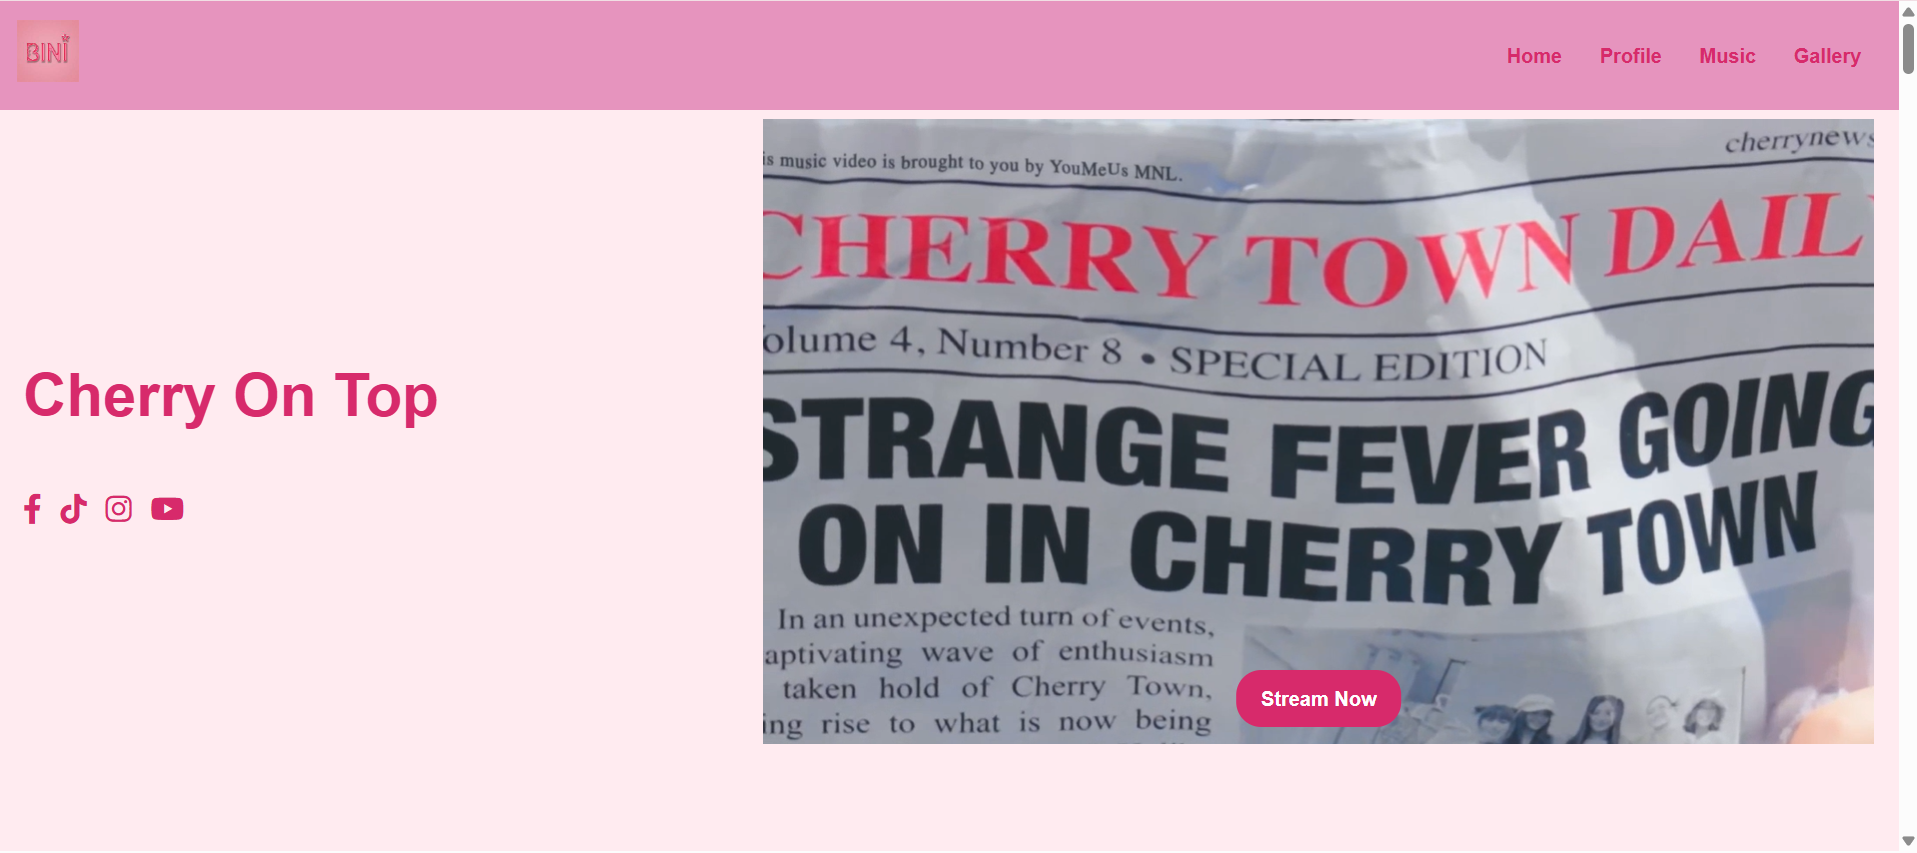 BINI
Home Profile Music Gallery
is music video is brought to you by YouMeUs MNL.
cherrynews
CHERRY TOWN DAIL
olume 4, Number 8 • SPECIAL EDITION
STRANGE FEVER GOING
ON IN CHERRY TOWN
In an unexpected turn of events,
aptivating wave of enthusiasm
taken hold of Cherry Town,
ing rise to what is now being
Stream Now
Cherry On Top